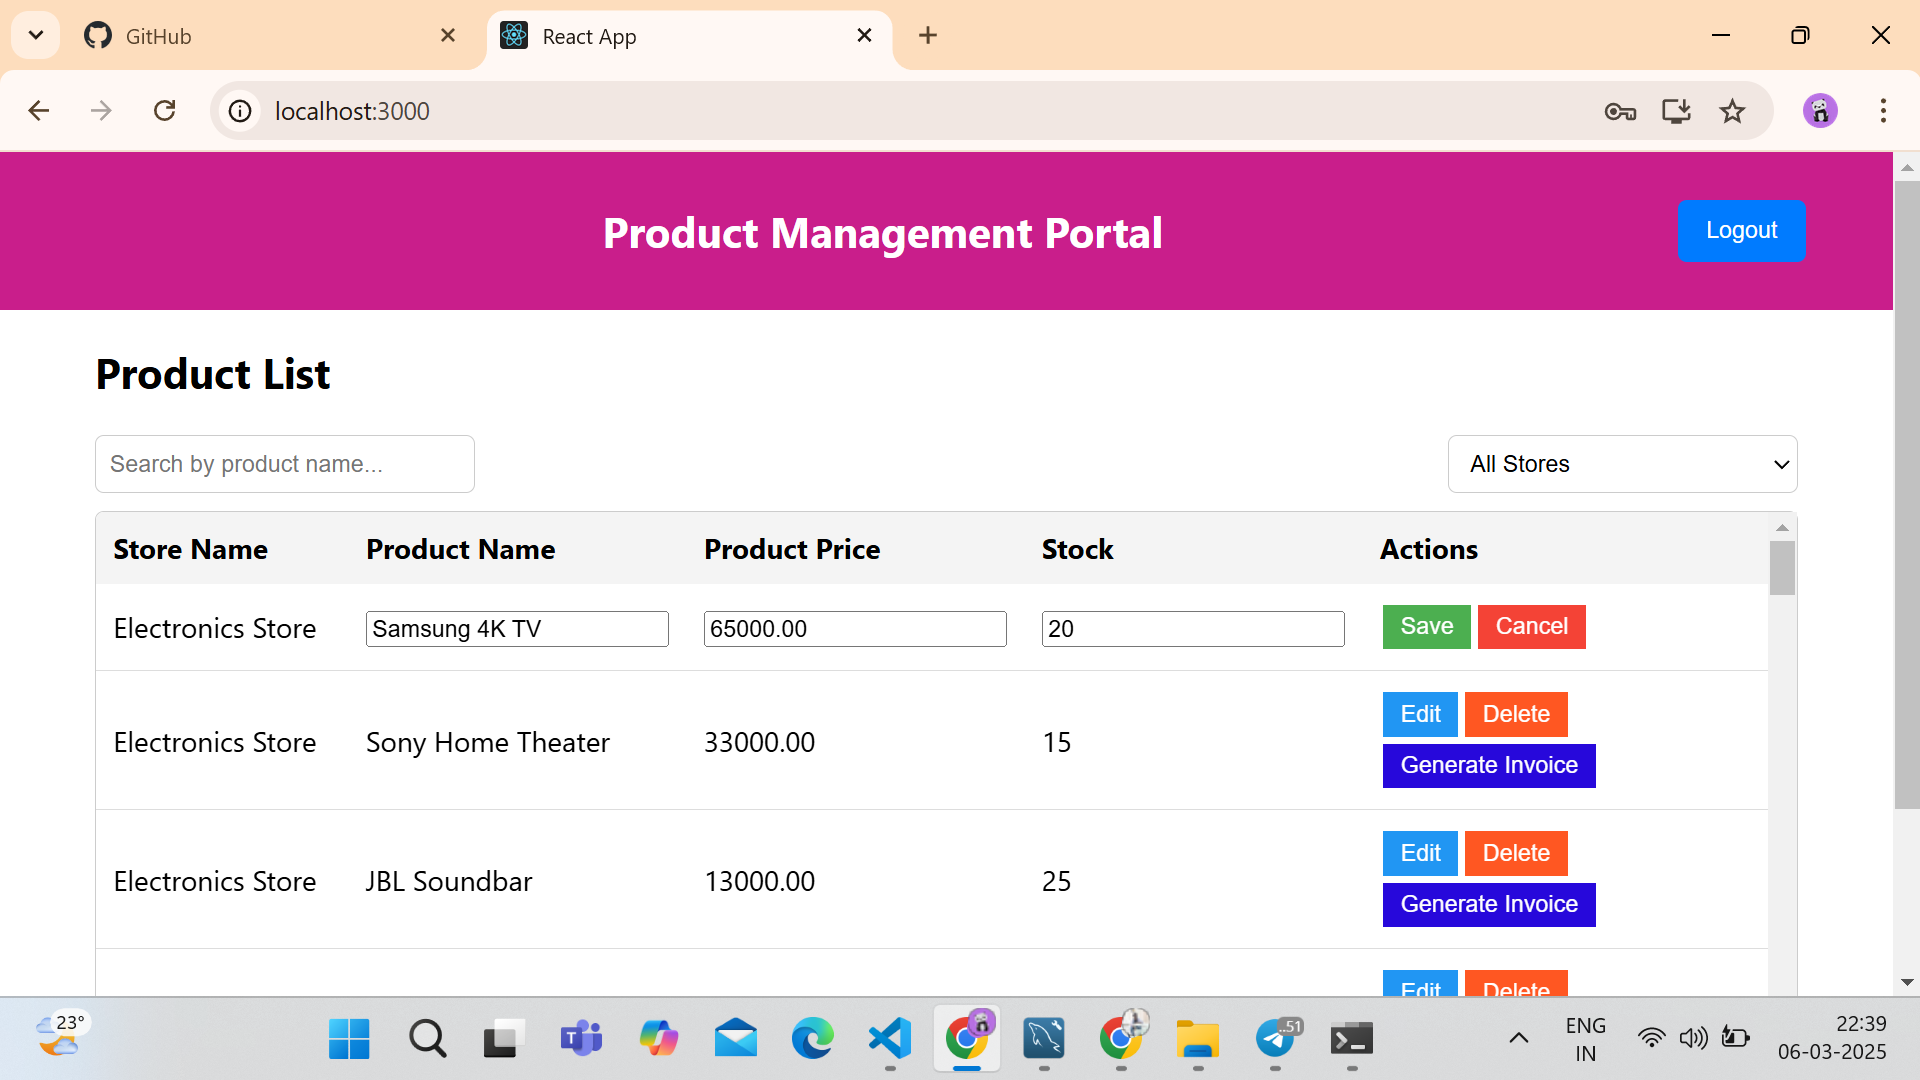 GitHub
React App
localhost:3000
Product Management Portal
Logout
Product List
Search by product name...
All Stores
Store Name Product Name Product Price Stock Actions
Electronics Store Samsung 4K TV 65000.00 20 Save Cancel
Electronics Store Sony Home Theater 33000.00 15 Edit Delete
Generate Invoice
Electronics Store JBL Soundbar 13000.00 25 Edit Delete
Generate Invoice
Edit Delete
23°
.51
ENG
IN
22:39
06-03-2025